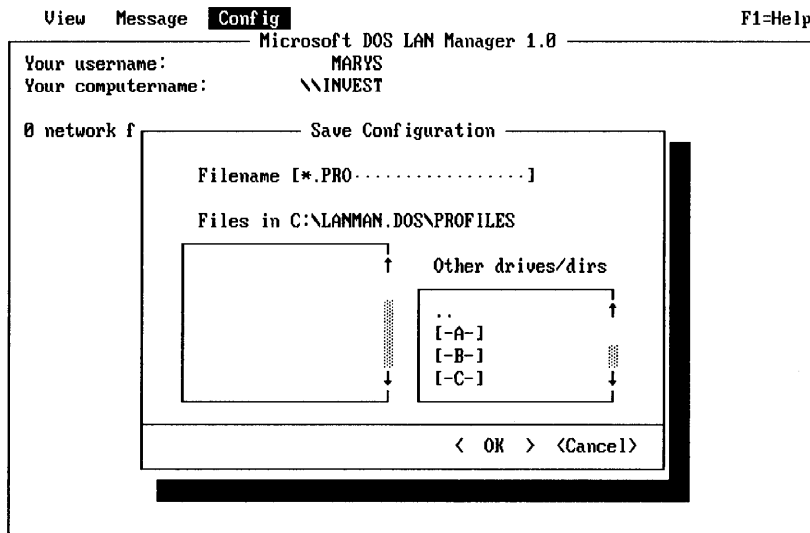 View Message Config F1=Help
Microsoft DOS LAN Manager 1.0
Your username: MARYS
Your computername: \\INVEST
0 network f
Save Configuration
Filename [*.PRO·················]
Files in C:\LANMAN.DOS\PROFILES
Other drives/dirs
..
[-A-]
[-B-]
[-C-]
< OK > <Cancel>